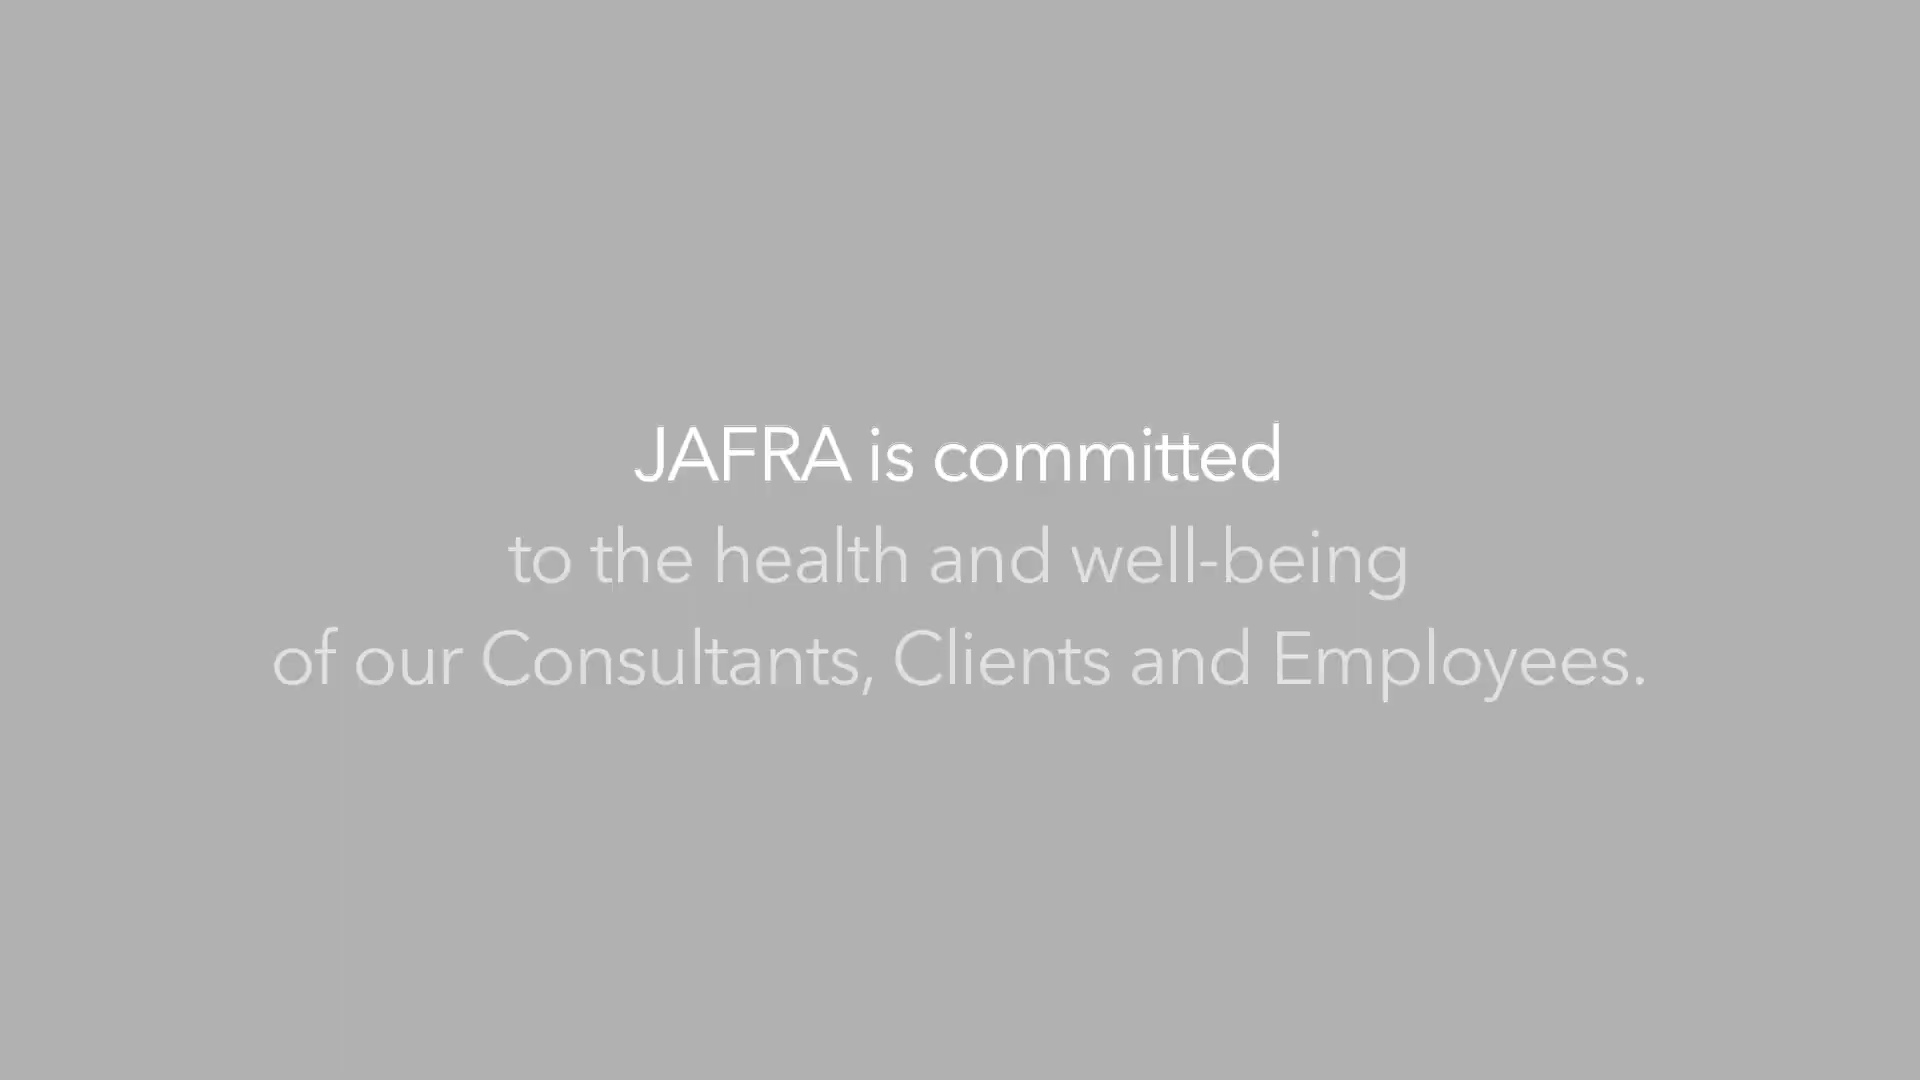 JAFRA is committed
to the health and well-being
of our Consultants, Clients and Employees.